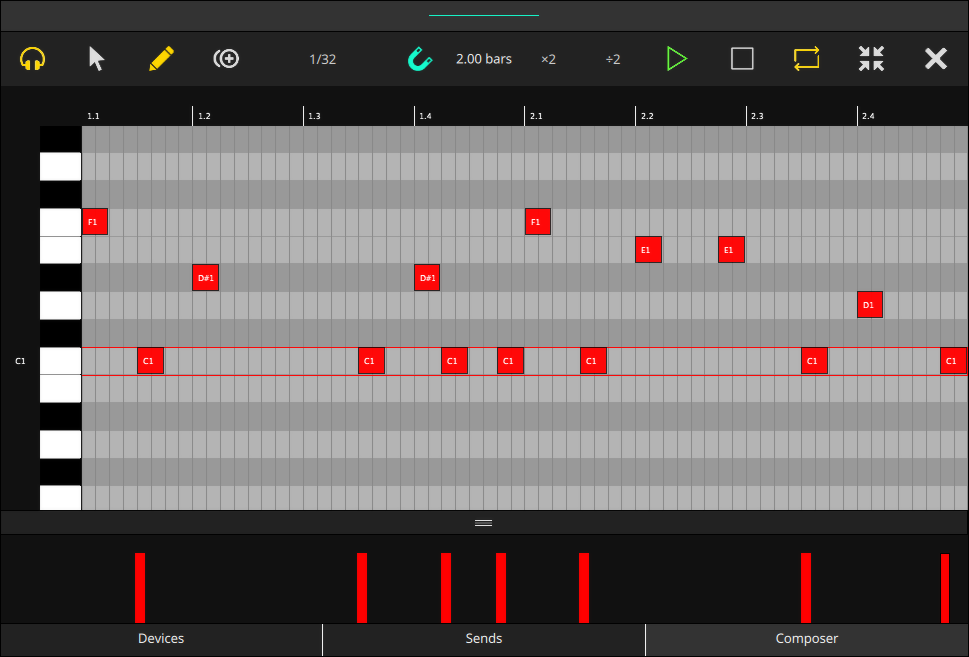 1/32 2.00 bars ×2 ÷2
1.1 1.2 1.3 1.4 2.1 2.2 2.3 2.4
F1 F1
E1 E1
D#1 D#1
D1
C1 C1 C1 C1 C1 C1 C1 C1
Devices Sends Composer